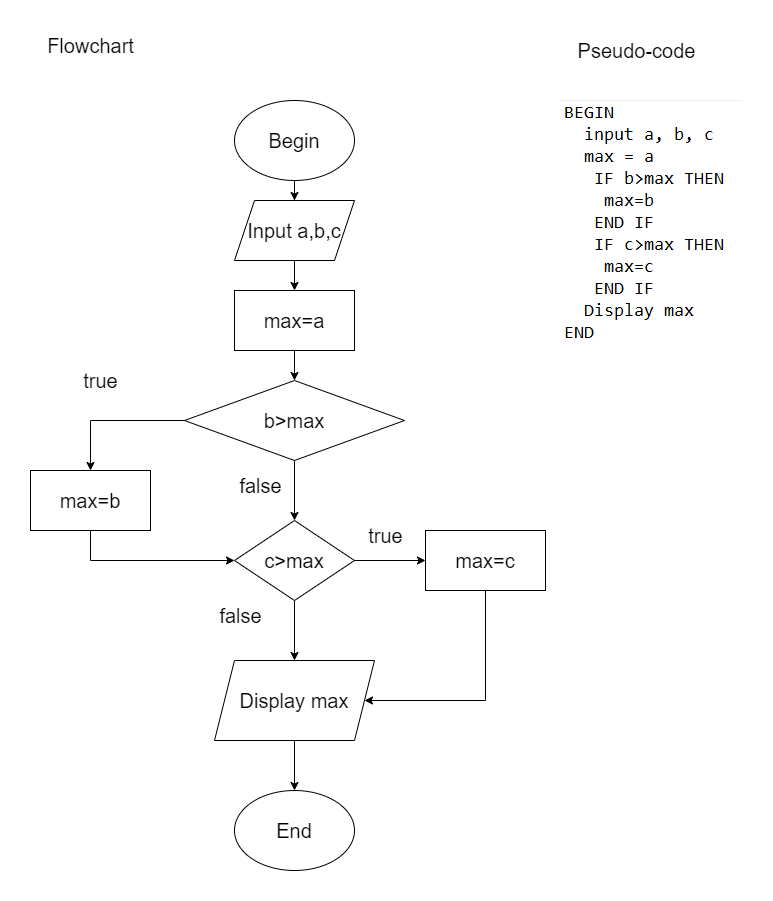 Flowchart
Pseudo-code
Begin
Input a,b,c
max=a
true
b>max
max=b
false
c>max
true
max=c
false
Display max
End
BEGIN
input a, b, c
max = a
IF b>max THEN
max=b
END IF
IF c>max THEN
max=c
END IF
Display max
END